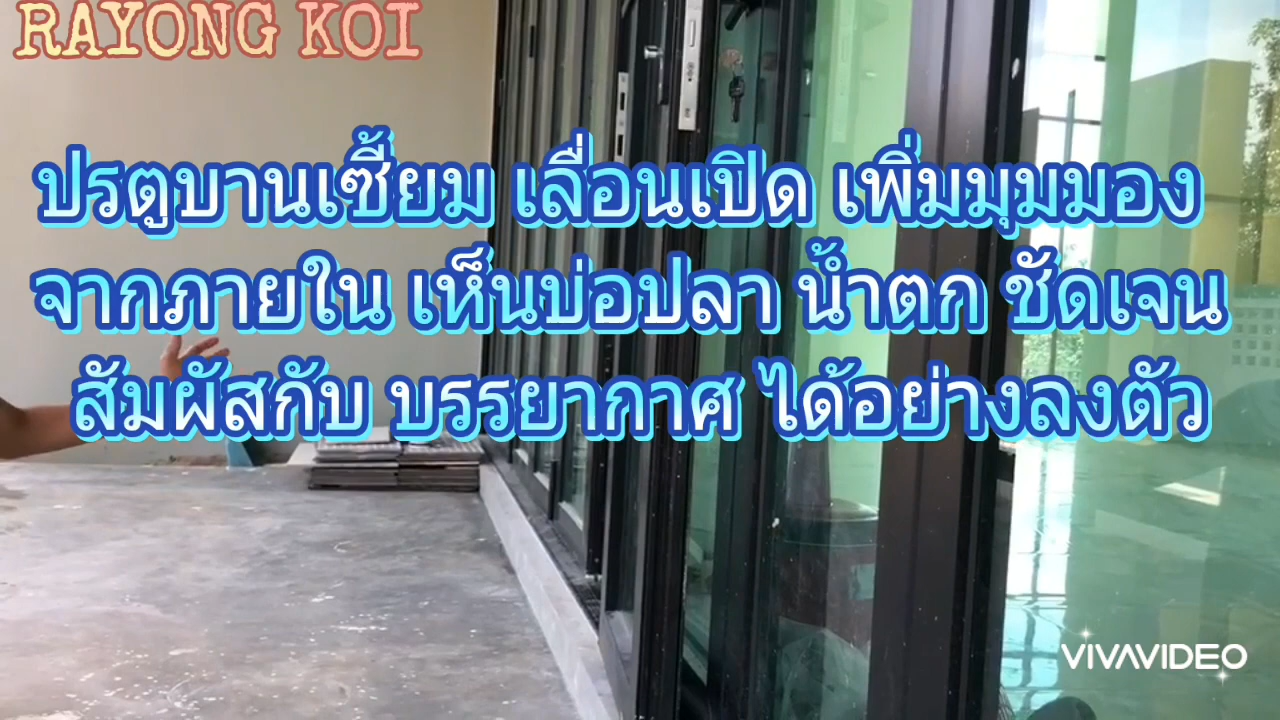 RAYONG KOI
ปรตูบานเซี้ยม เลื่อนเปิด เพิ่มมุมมอง
จากภายใน เห็นบ่อปลา น้ำตก ชัดเจน
สัมผัสกับ บรรยากาศ ได้อย่างลงตัว
VIVAVIDEO